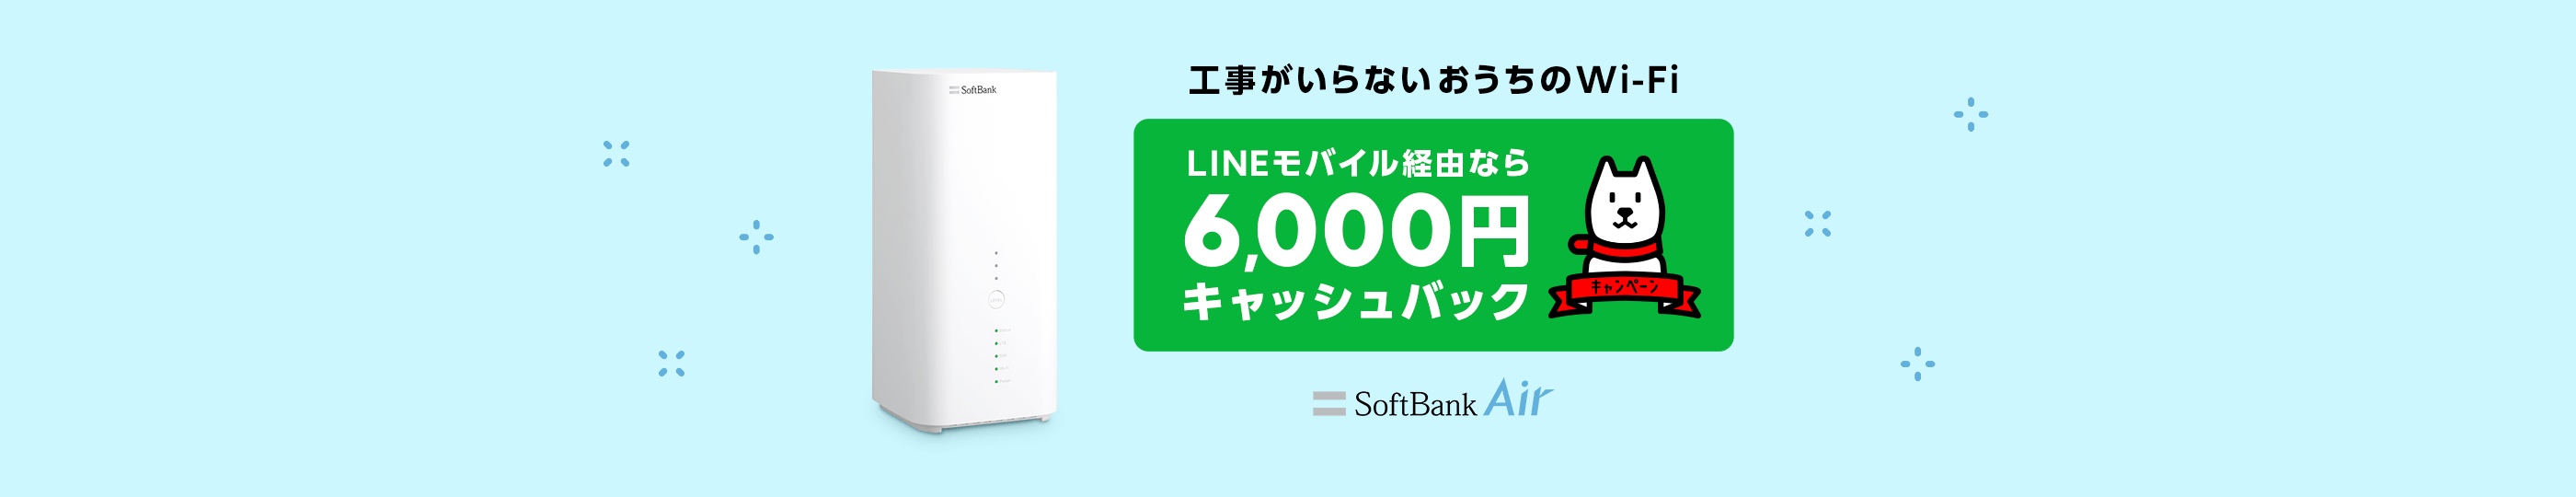 SoftBank
工事がいらないおうちのWi-Fi
LINEモバイル経由なら
6,000円
キャッシュバック
キャンペーン
SoftBank Air